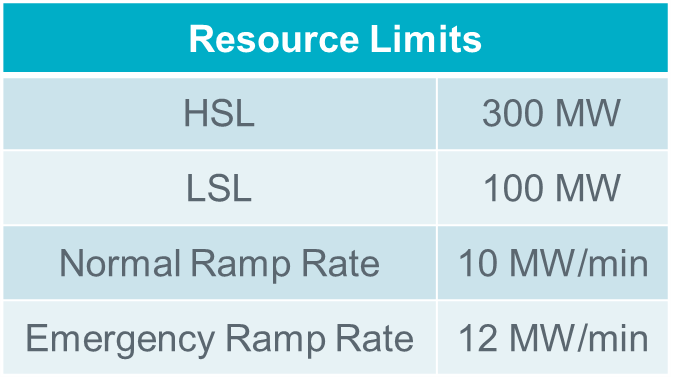 Resource Limits
HSL 300 MW
LSL 100 MW
Normal Ramp Rate 10 MW/min
Emergency Ramp Rate 12 MW/min